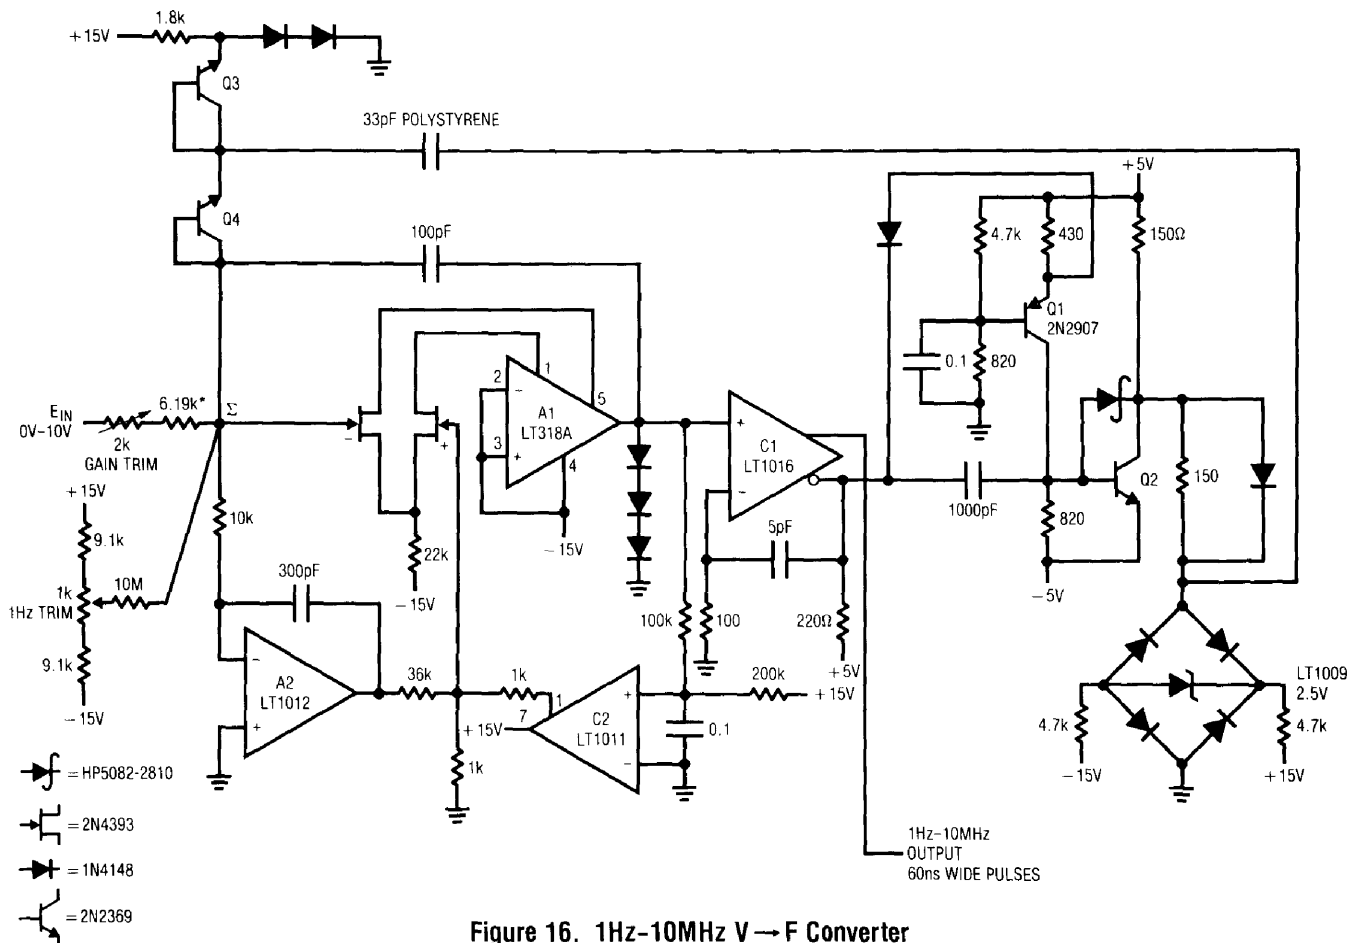 1.8k
+15V
Q3
33pF POLYSTYRENE
+5V
Q4
100pF
4.7k
430
150Ω
Q1
2N2907
0.1
820
EIN
0V–10V
6.19k*
Σ
2k
GAIN TRIM
–
+
1
5
2
–
A1
LT318A
3
+
4
–15V
+
C1
LT1016
–
1000pF
Q2
150
820
–5V
+15V
9.1k
1k
1Hz TRIM
10M
9.1k
–15V
10k
22k
–15V
5pF
300pF
100k
100
220Ω
+5V
LT1009
2.5V
4.7k
4.7k
–15V
+15V
–
A2
LT1012
+
36k
1k
1
7
+15V
C2
LT1011
+
–
200k
+15V
0.1
1k
=HP5082-2810
=2N4393
=1N4148
=2N2369
1Hz–10MHz
OUTPUT
60ns WIDE PULSES
Figure 16. 1Hz–10MHz V→F Converter